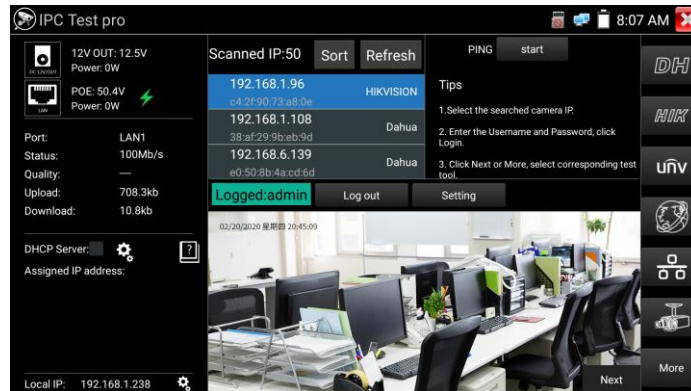 IPC Test pro
8:07 AM
12V OUT: 12.5V
Power: 0W
DC 12V/OUT
POE: 50.4V
Power: 0W
LAN
Port: LAN1
Status: 100Mb/s
Quality: —
Upload: 708.3kb
Download: 10.8kb
DHCP Server:
?
Assigned IP address:
Local IP: 192.168.1.238
Scanned IP:50 Sort Refresh
192.168.1.96
HIKVISION
c4:2f:90:73:a8:0e
192.168.1.108
Dahua
38:af:29:9b:eb:9d
192.168.6.139
Dahua
e0:50:8b:4a:cd:6d
PING start
Tips
1.Select the searched camera IP.
2. Enter the Username and Password, click
Login.
3. Click Next or More, select corresponding test
tool.
Logged:admin Log out Setting
02/20/2020 星期四 20:45:09
Next
DH
HIK
unv
More